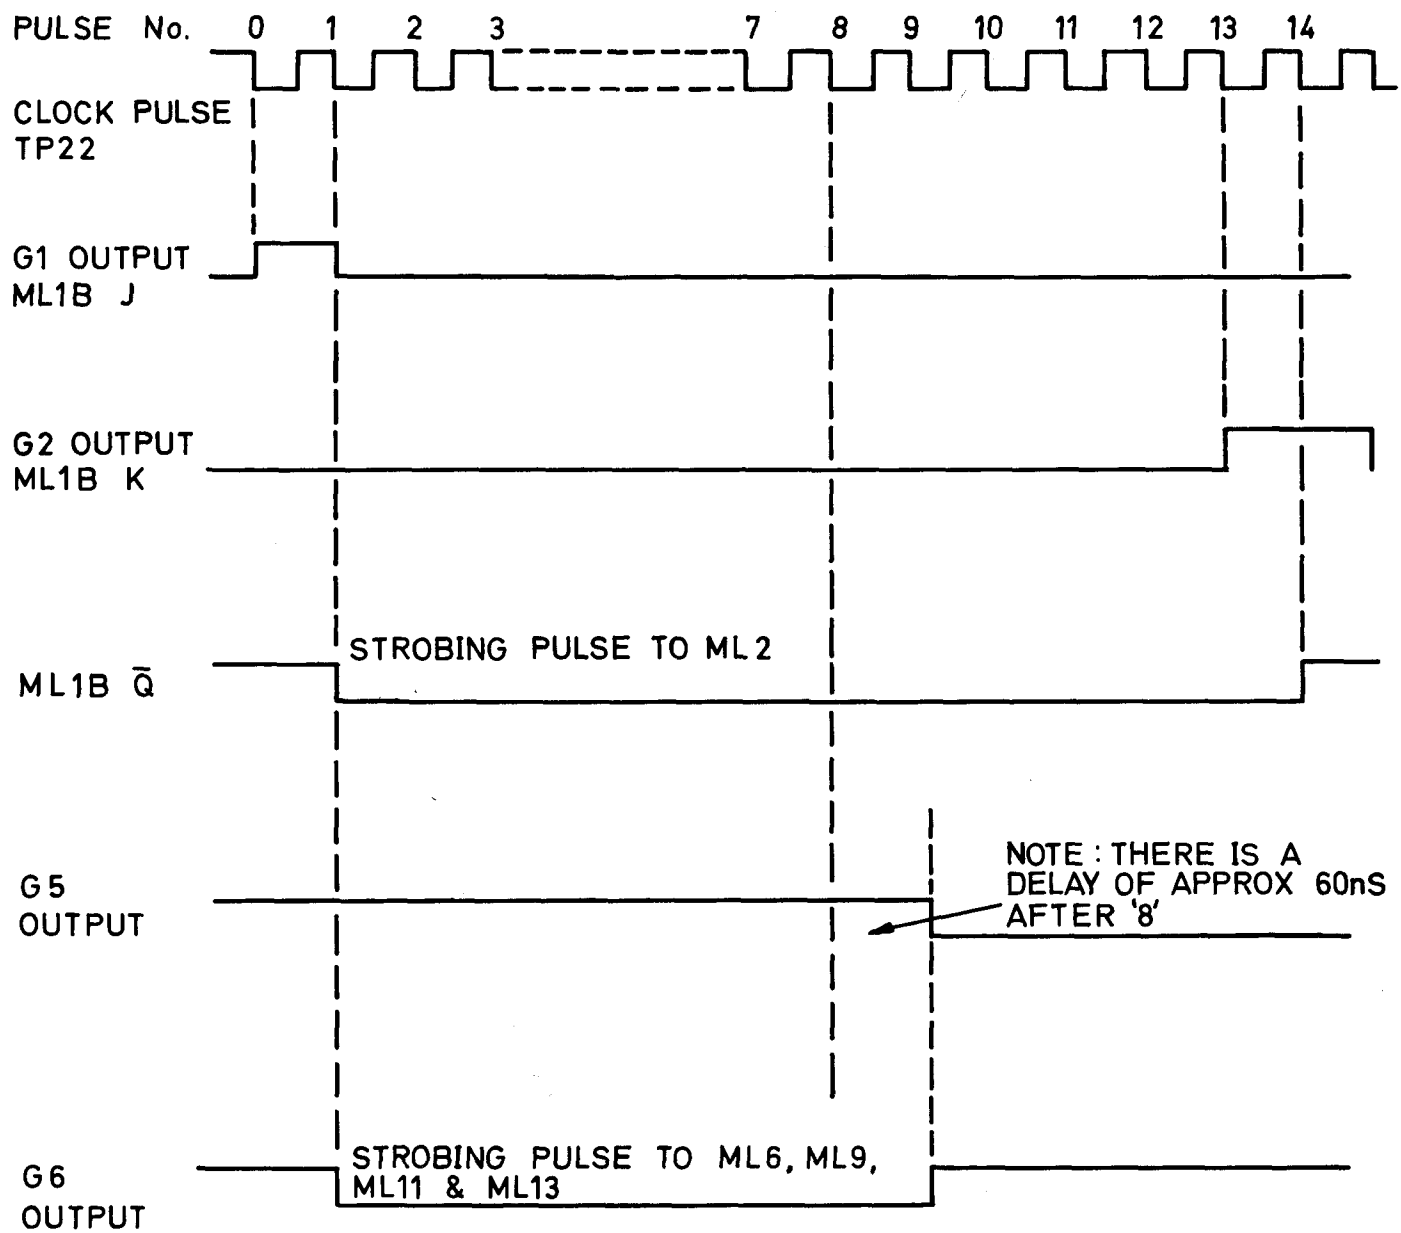 PULSE No. 0 1 2 3 7 8 9 10 11 12 13 14
CLOCK PULSE
TP22
G1 OUTPUT
ML1B J
G2 OUTPUT
ML1B K
STROBING PULSE TO ML2
ML1B Q̅
NOTE : THERE IS A
DELAY OF APPROX 60nS
AFTER '8'
G5
OUTPUT
STROBING PULSE TO ML6, ML9,
ML11 & ML13
G6
OUTPUT